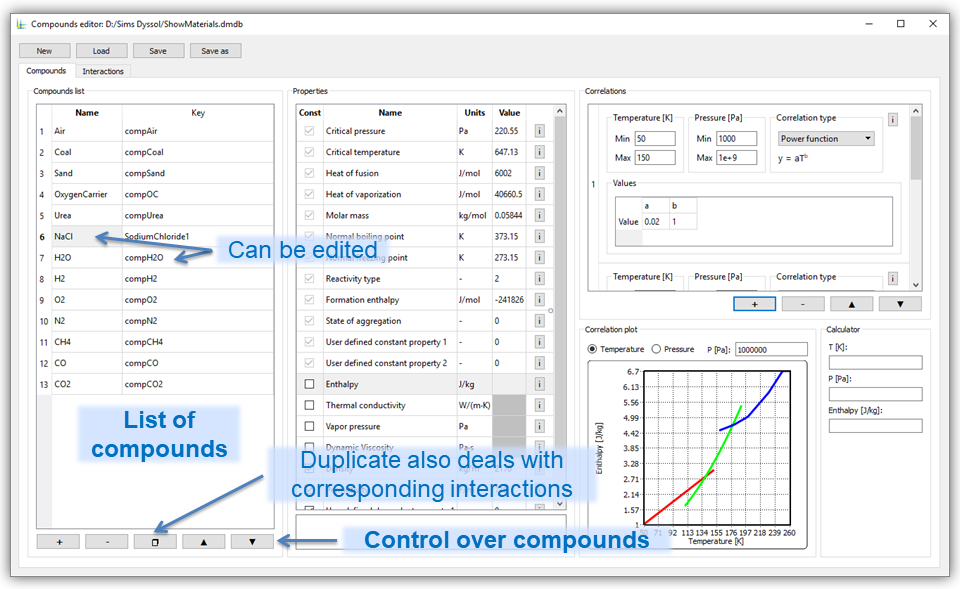 Compounds editor: D:/Sims Dyssol/ShowMaterials.dmdb
New Load Save Save as
Compounds Interactions
Compounds list
Name Key
1 Air compAir
2 Coal compCoal
3 Sand compSand
4 OxygenCarrier compOC
5 Urea compUrea
6 NaCl SodiumChloride1
7 H2O compH2O
8 H2 compH2
9 O2 compO2
10 N2 compN2
11 CH4 compCH4
12 CO compCO
13 CO2 compCO2
Can be edited
List of
compounds
Duplicate also deals with
corresponding interactions
Control over compounds
+ - ▲ ▼
Properties
Const Name Units Value
Critical pressure Pa 220.55 i
Critical temperature K 647.13 i
Heat of fusion J/mol 6002 i
Heat of vaporization J/mol 40660.5 i
Molar mass kg/mol 0.05844 i
Normal boiling point K 373.15 i
Normal freezing point K 273.15 i
Reactivity type - 2 i
Formation enthalpy J/mol -241826 i
State of aggregation - 0 i
User defined constant property 1 - 0 i
User defined constant property 2 - 0 i
Enthalpy J/kg i
Thermal conductivity W/(m·K) i
Vapor pressure Pa i
Dynamic Viscosity Pa·s i
Correlations
Temperature [K] Pressure [Pa] Correlation type i
Min 50 Min 1000 Power function
Max 150 Max 1e+9 y = aTᵇ
1
Values
a b
Value 0.02 1
Temperature [K] Pressure [Pa] Correlation type i
+ - ▲ ▼
Correlation plot
Temperature Pressure P [Pa]: 1000000
6.7
6.13
5.56
4.99
4.42
3.85
3.28
2.71
2.14
1.57
1
Enthalpy [J/kg]
71 92 113 134 155 176 197 218 239 260
Temperature [K]
Calculator
T [K]:
P [Pa]:
Enthalpy [J/kg]: